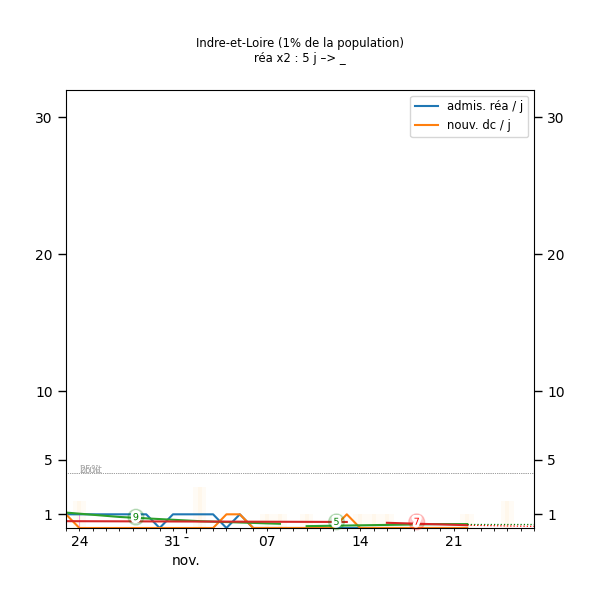 Indre-et-Loire (1% de la population)
réa x2 : 5 j –> _
admis. réa / j
nouv. dc / j
30 30
20 20
10 10
5 5
1 1
9 5 7
24 31 - 07 14 21
nov.